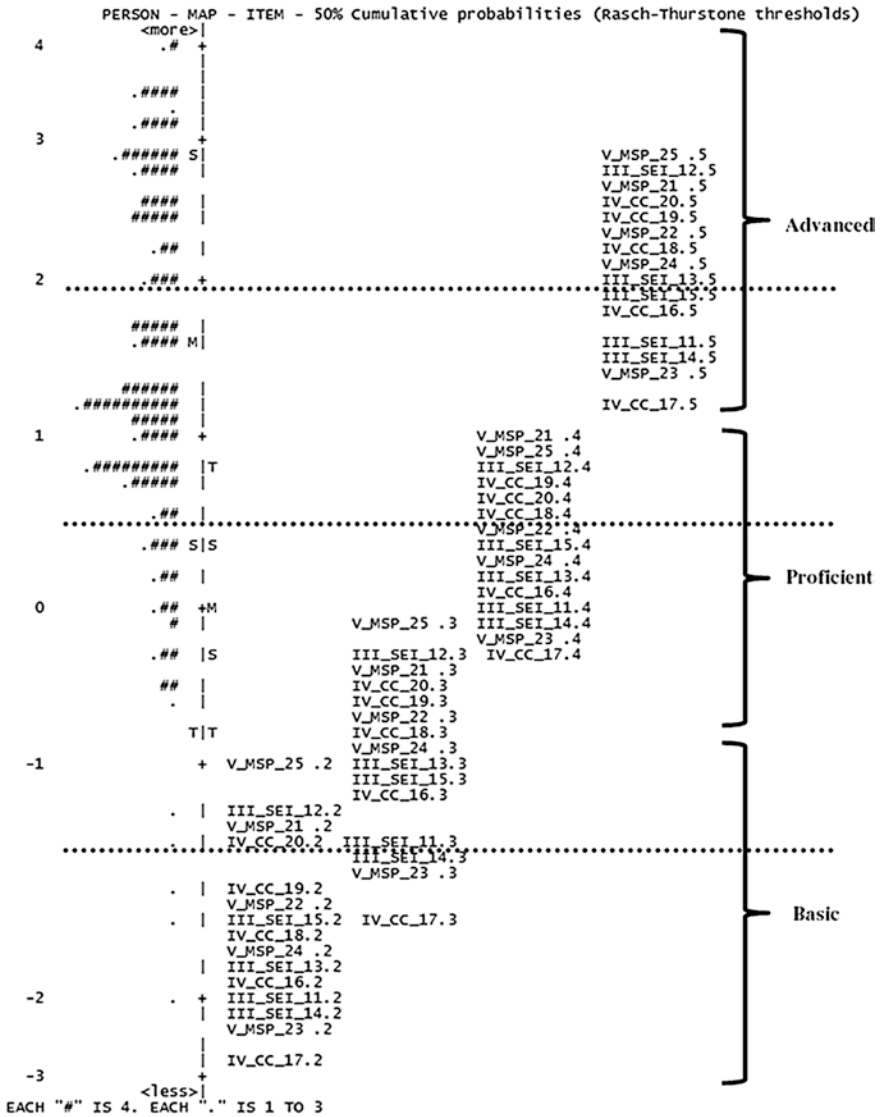 PERSON - MAP - ITEM - 50% Cumulative probabilities (Rasch-Thurstone thresholds)
<more>|
4 .# +
|
|
.#### |
. |
.#### |
3 +
.###### S| V_MSP_25 .5
.#### | III_SEI_12.5
V_MSP_21 .5
#### | IV_CC_20.5
##### | IV_CC_19.5
V_MSP_22 .5 Advanced
.## | IV_CC_18.5
V_MSP_24 .5
2 .### + III_SEI_13.5
III_SEI_15.5
IV_CC_16.5
##### |
.#### M| III_SEI_11.5
III_SEI_14.5
V_MSP_23 .5
###### |
.########## | IV_CC_17.5
##### |
1 .#### + V_MSP_21 .4
V_MSP_25 .4
.######### |T III_SEI_12.4
.##### | IV_CC_19.4
IV_CC_20.4
.## | IV_CC_18.4
V_MSP_22 .4
.### S|S III_SEI_15.4
V_MSP_24 .4
.## | III_SEI_13.4 Proficient
IV_CC_16.4
0 .## +M III_SEI_11.4
# | V_MSP_25 .3 III_SEI_14.4
V_MSP_23 .4
.## |S III_SEI_12.3 IV_CC_17.4
V_MSP_21 .3
## | IV_CC_20.3
. | IV_CC_19.3
V_MSP_22 .3
T|T IV_CC_18.3
V_MSP_24 .3
-1 + V_MSP_25 .2 III_SEI_13.3
III_SEI_15.3
IV_CC_16.3
. | III_SEI_12.2
V_MSP_21 .2
. | IV_CC_20.2 III_SEI_11.3
III_SEI_14.3
V_MSP_23 .3
. | IV_CC_19.2
V_MSP_22 .2
. | III_SEI_15.2 IV_CC_17.3 Basic
IV_CC_18.2
V_MSP_24 .2
| III_SEI_13.2
IV_CC_16.2
-2 . + III_SEI_11.2
| III_SEI_14.2
V_MSP_23 .2
|
| IV_CC_17.2
-3 +
<less>|
EACH "#" IS 4. EACH "." IS 1 TO 3